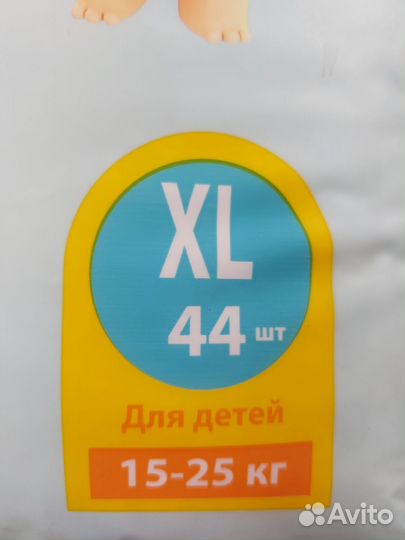 XL
44 шт
Для детей
15-25 кг
Avito